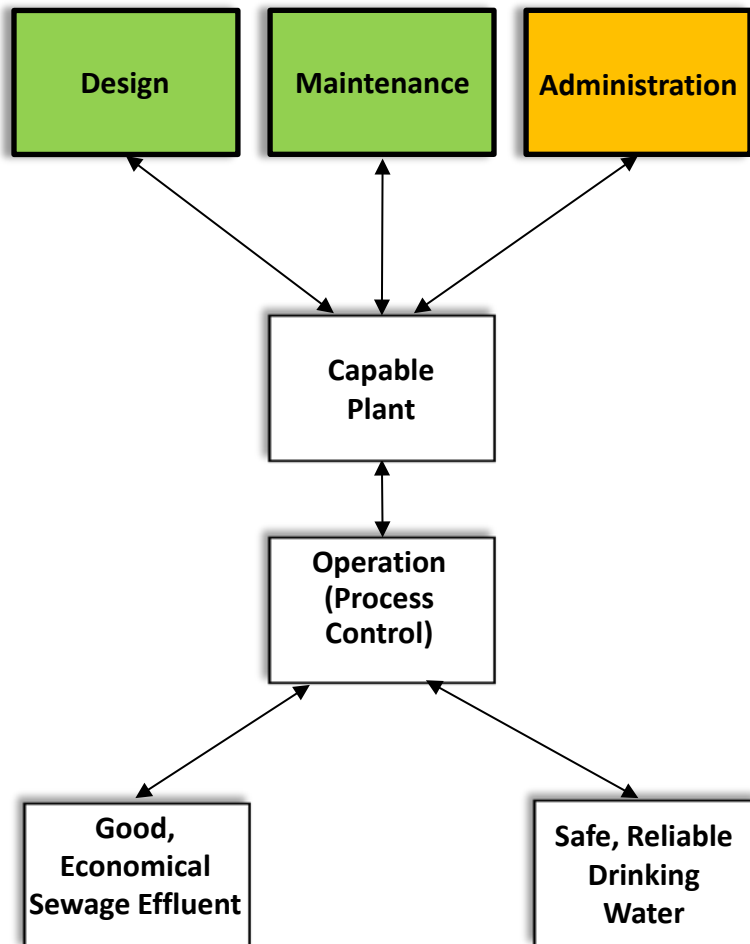 Design
Maintenance
Administration
Capable
Plant
Operation
(Process
Control)
Good,
Economical
Sewage Effluent
Safe, Reliable
Drinking
Water